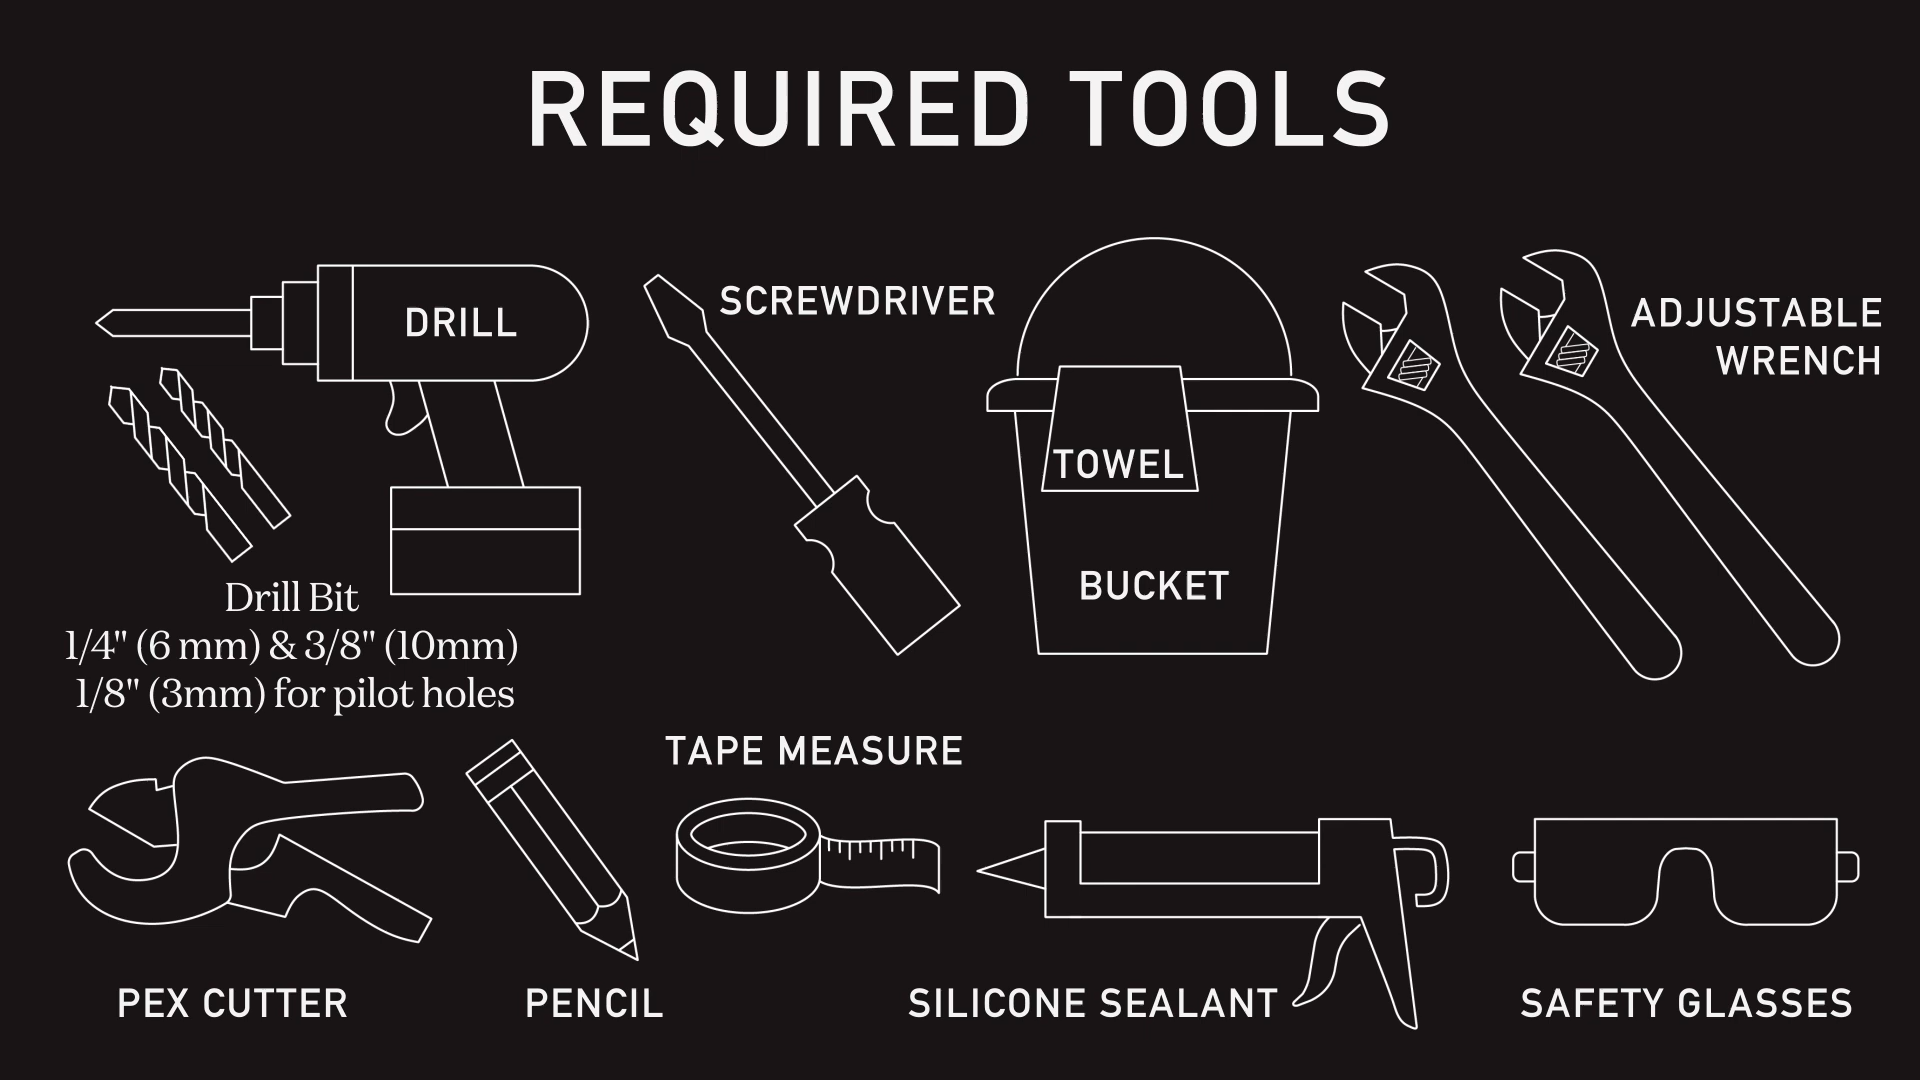 REQUIRED TOOLS
DRILL
SCREWDRIVER
ADJUSTABLE
WRENCH
TOWEL
BUCKET
Drill Bit
1/4" (6 mm) & 3/8" (10mm)
1/8" (3mm) for pilot holes
TAPE MEASURE
PEX CUTTER
PENCIL
SILICONE SEALANT
SAFETY GLASSES